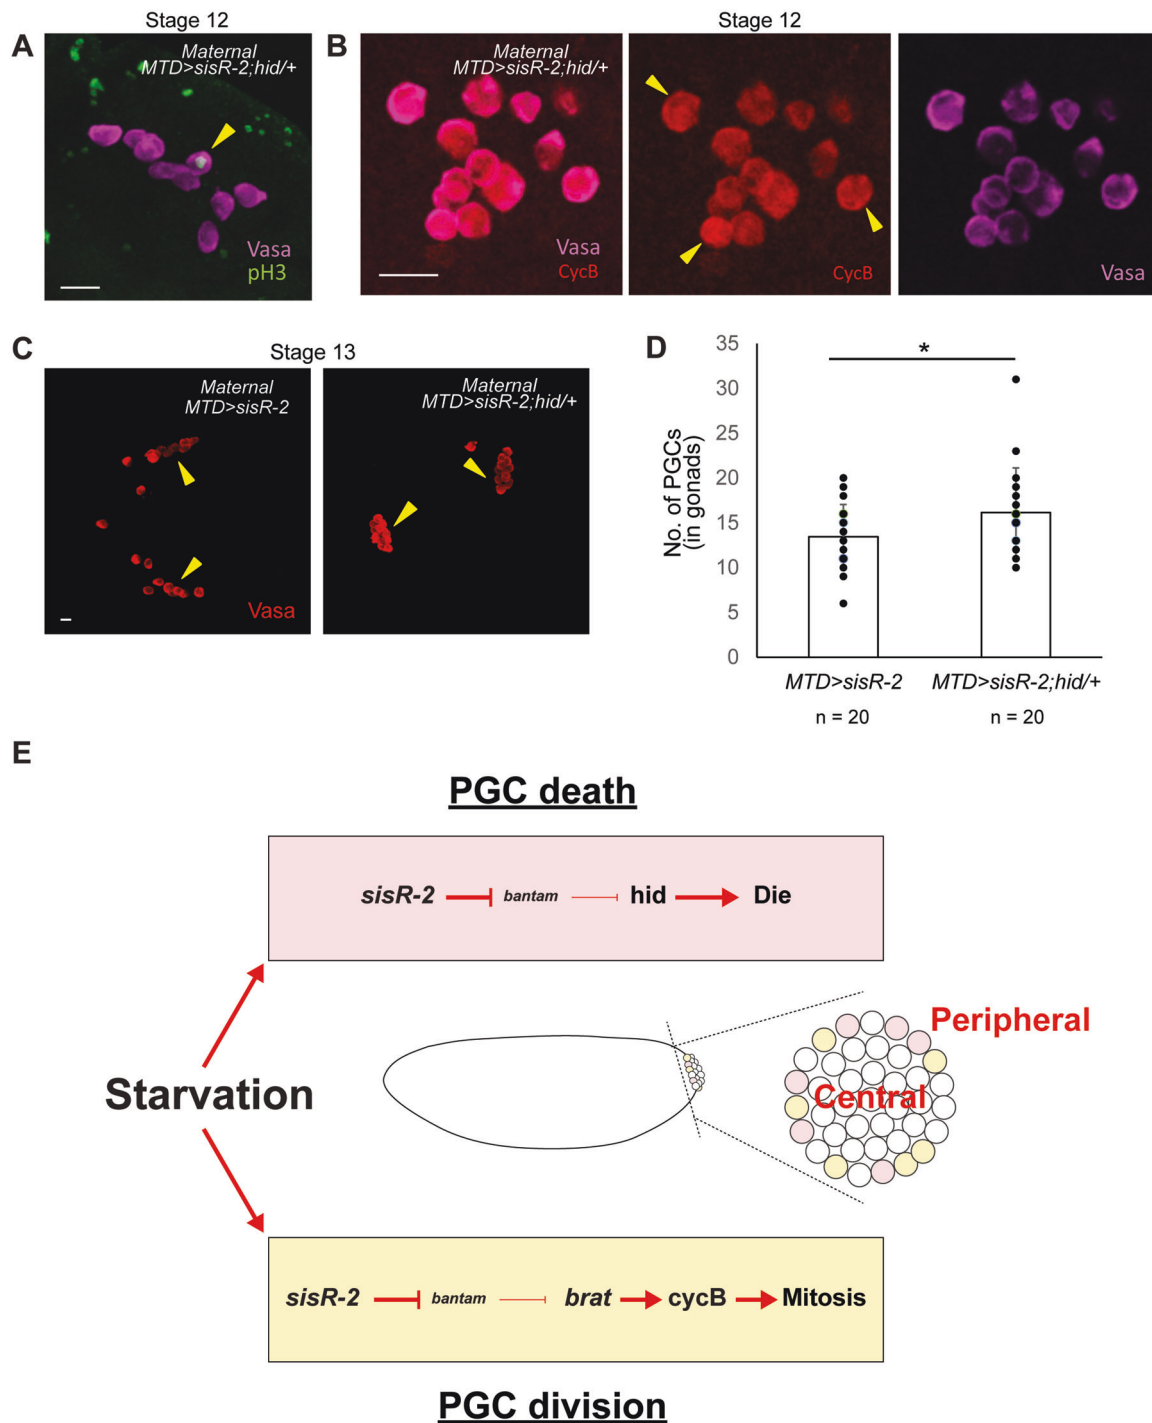 Stage 12
A
Maternal
MTD>sisR-2;hid/+
Vasa
pH3
Stage 12
B
Maternal
MTD>sisR-2;hid/+
Vasa
CycB
CycB
Vasa
C
Stage 13
Maternal
MTD>sisR-2
Vasa
Maternal
MTD>sisR-2;hid/+
D
*
No. of PGCs
(in gonads)
35
30
25
20
15
10
5
0
MTD>sisR-2
MTD>sisR-2;hid/+
n = 20
n = 20
E
PGC death
sisR-2 bantam hid Die
Starvation
Peripheral
Central
sisR-2 bantam brat cycB Mitosis
PGC division